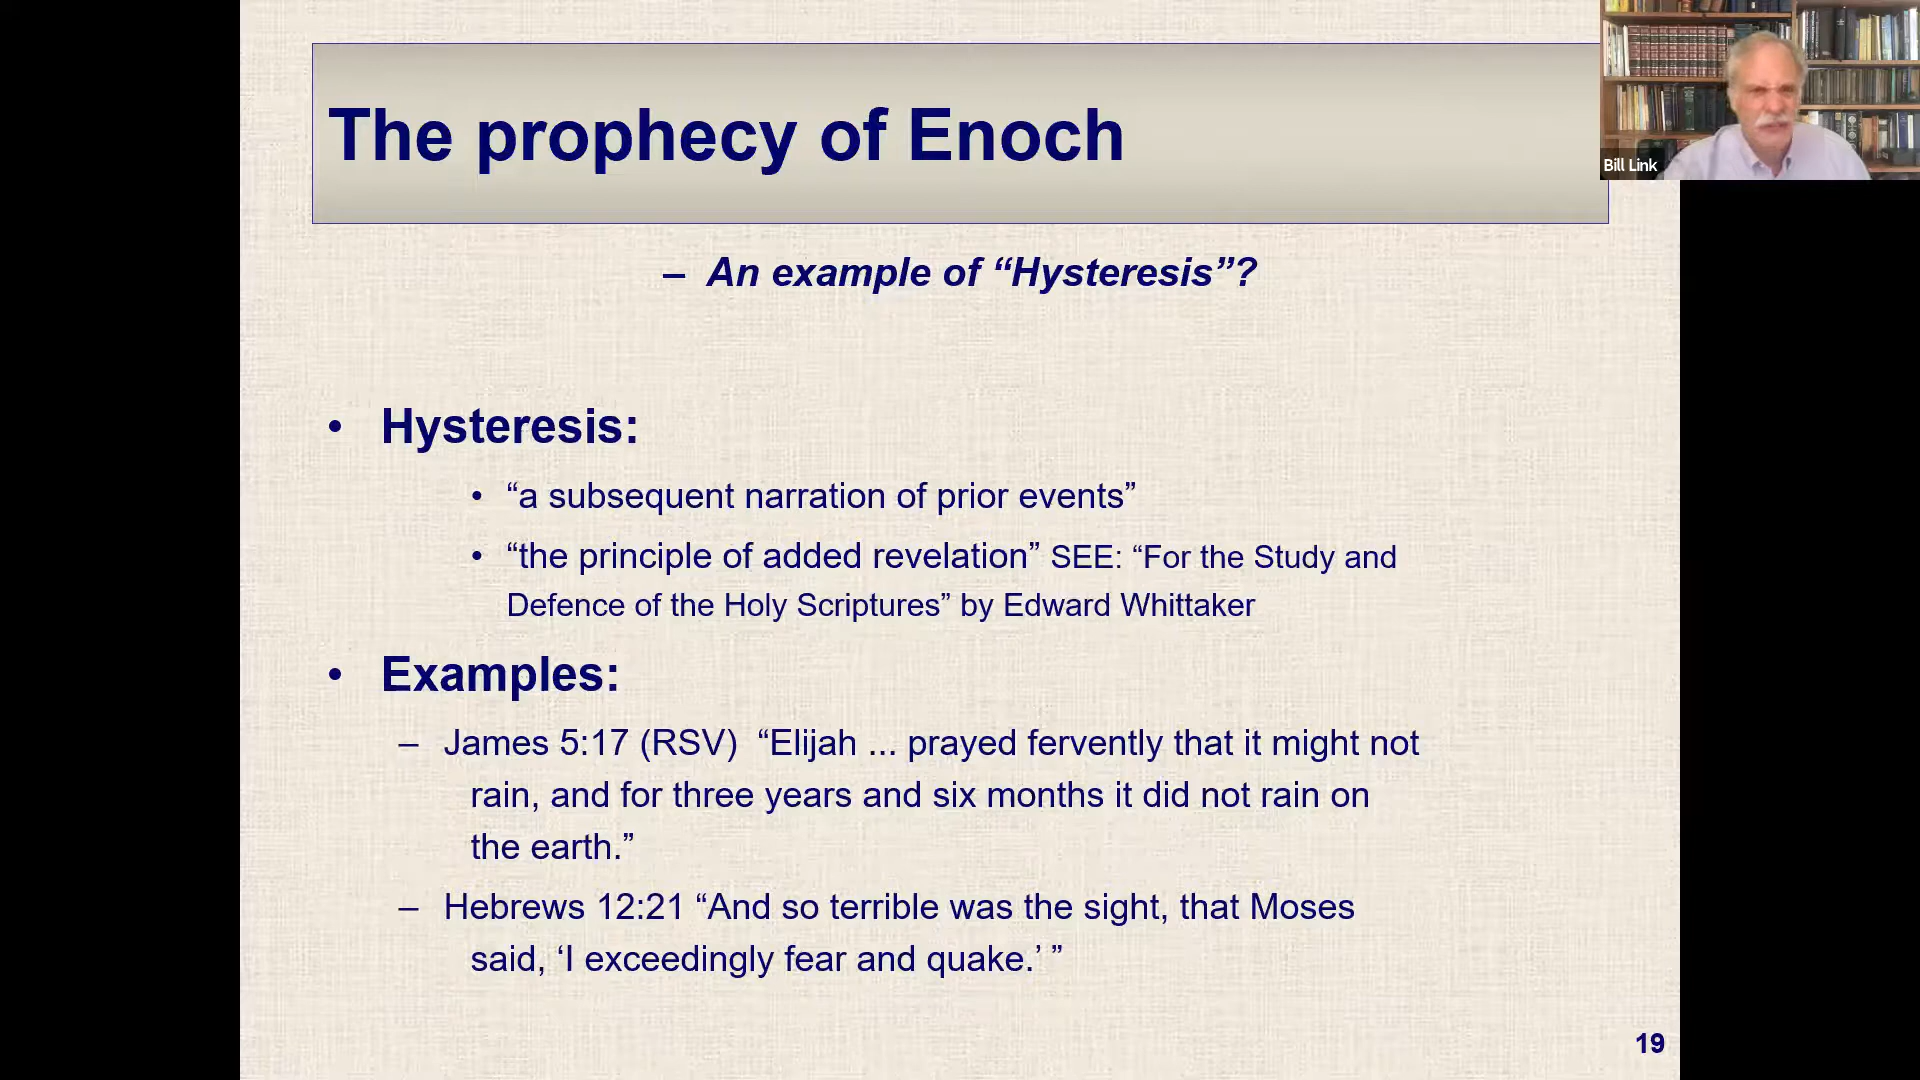 The prophecy of Enoch
Bill Link
– An example of “Hysteresis”?
• Hysteresis:
• “a subsequent narration of prior events”
• “the principle of added revelation” SEE: “For the Study and
Defence of the Holy Scriptures” by Edward Whittaker
• Examples:
– James 5:17 (RSV) “Elijah ... prayed fervently that it might not
rain, and for three years and six months it did not rain on
the earth.”
– Hebrews 12:21 “And so terrible was the sight, that Moses
said, ‘I exceedingly fear and quake.’ ”
19